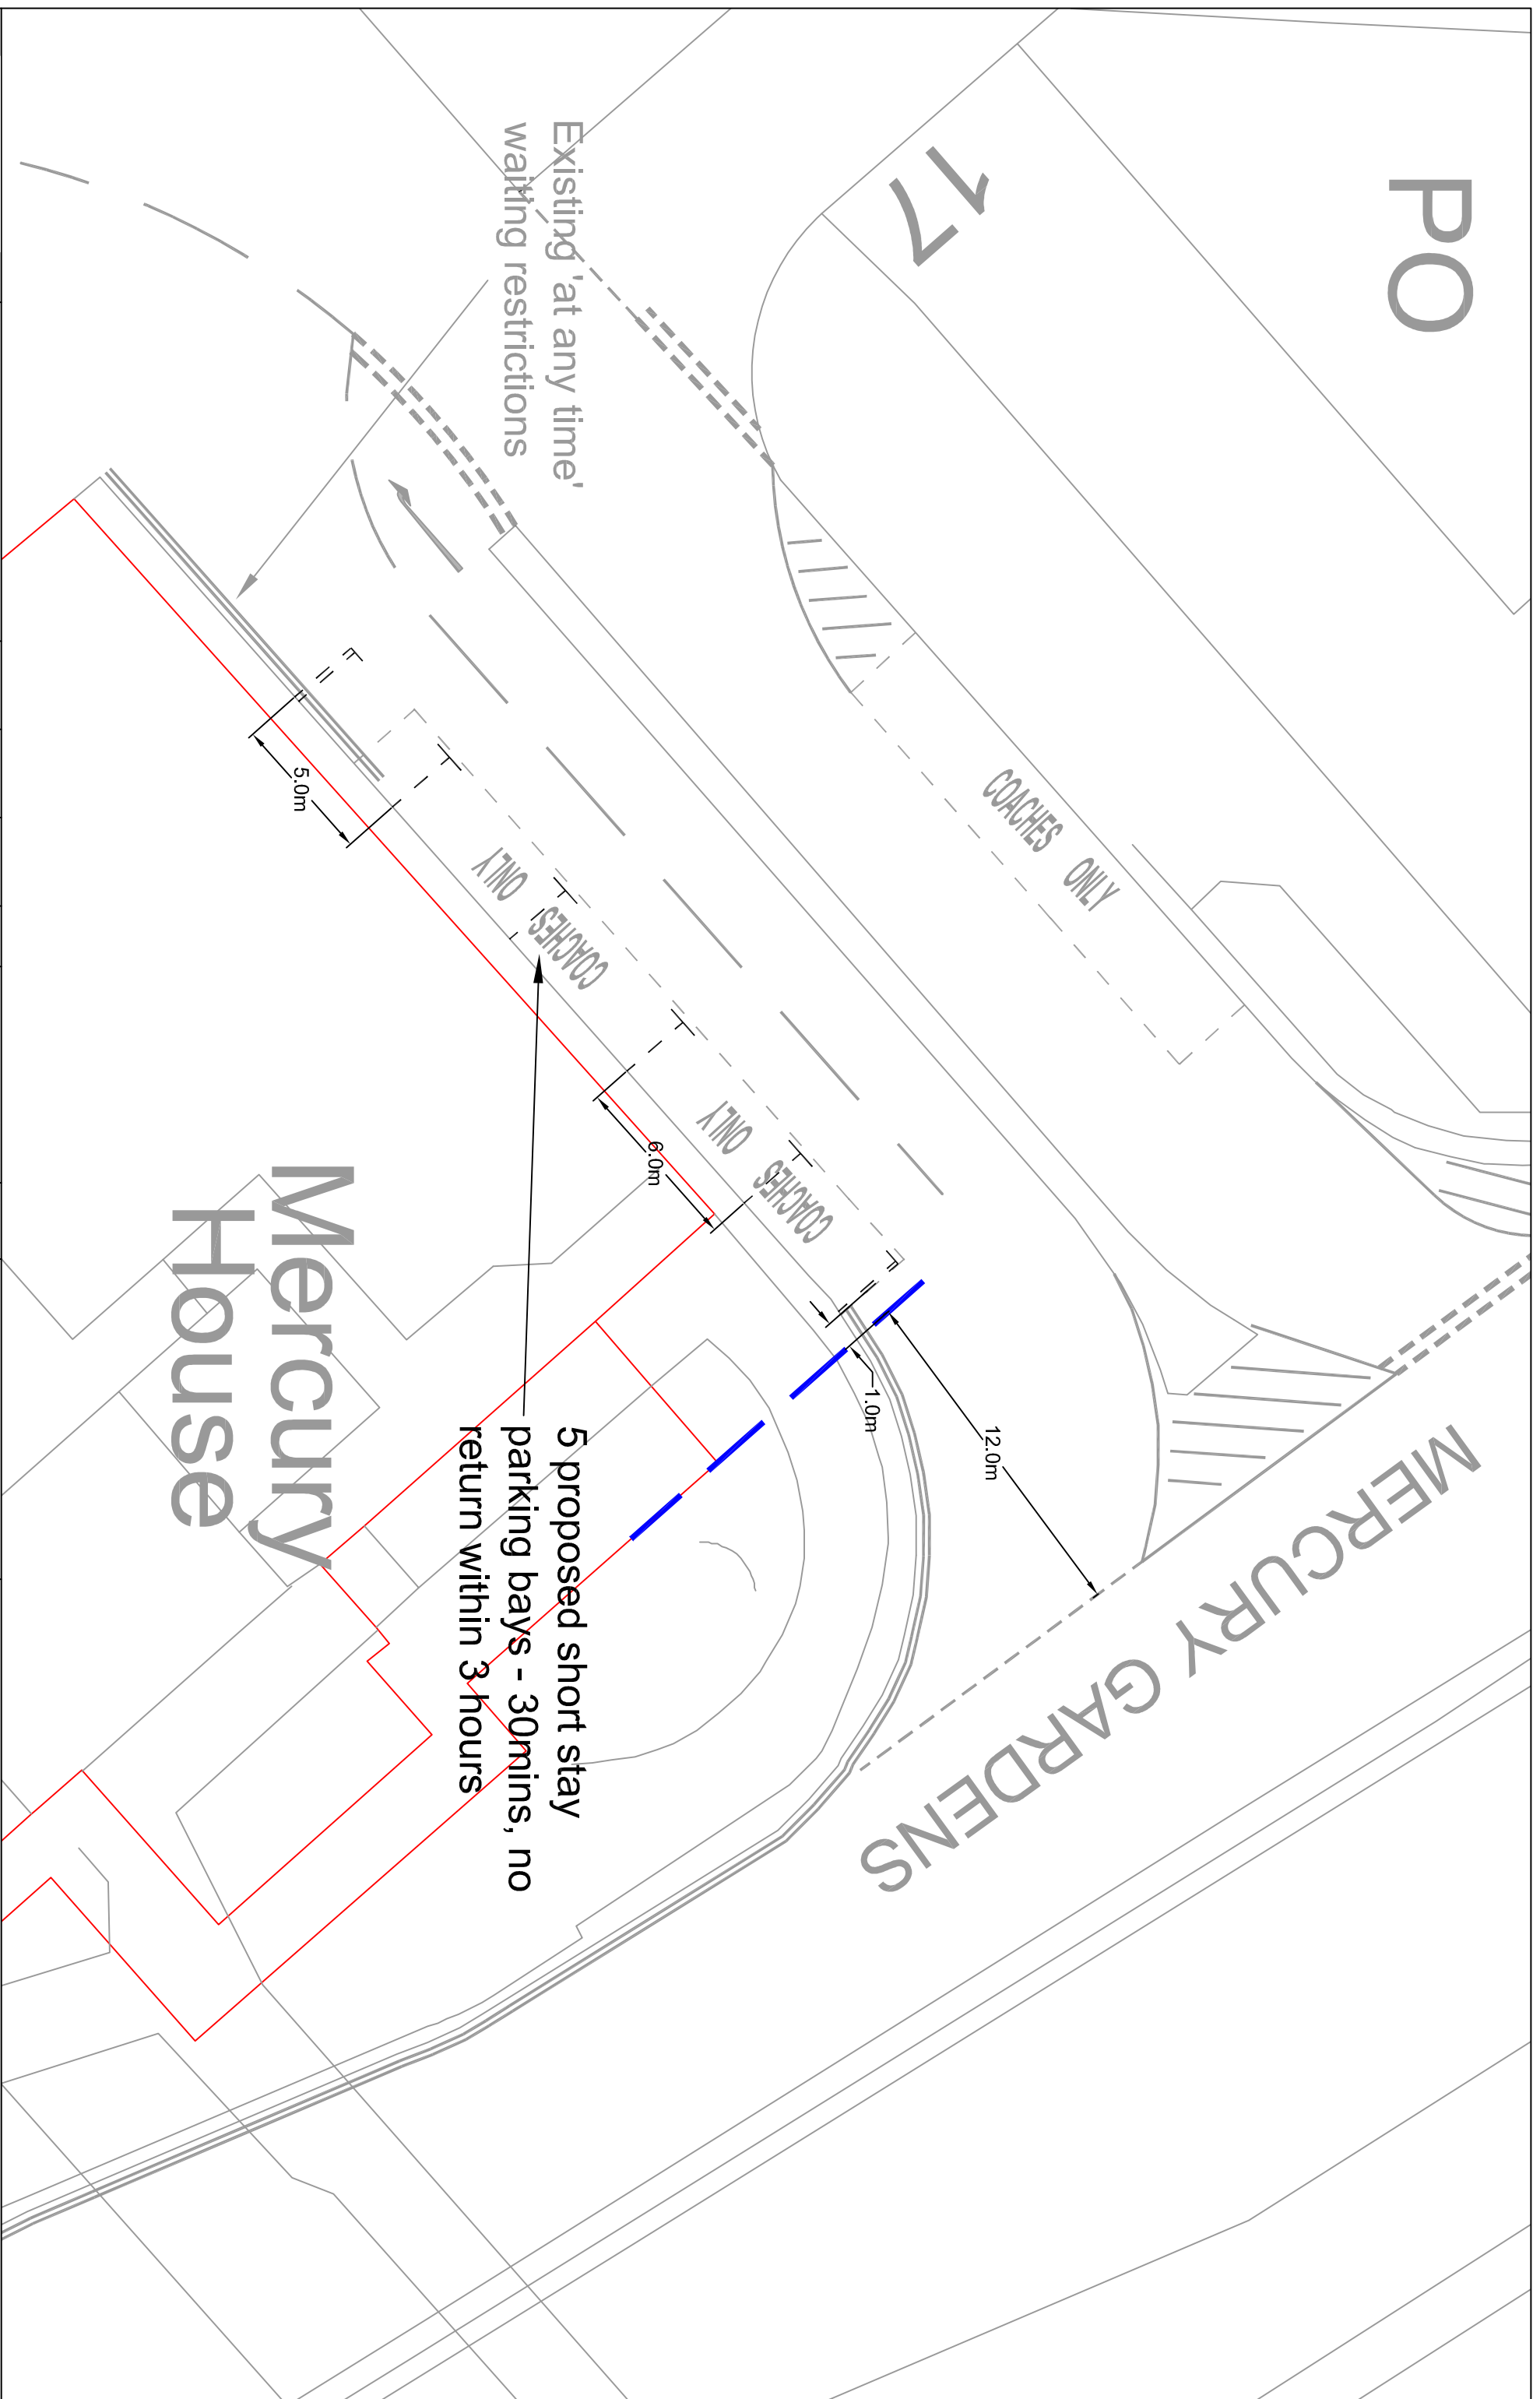 PO
17
Existing 'at any time'
waiting restrictions
COACHES ONLY
COACHES ONLY
COACHES ONLY
5.0m
6.0m
1.0m
12.0m
MERCURY GARDENS
Mercury
House
5 proposed short stay
parking bays - 30mins, no
return within 3 hours